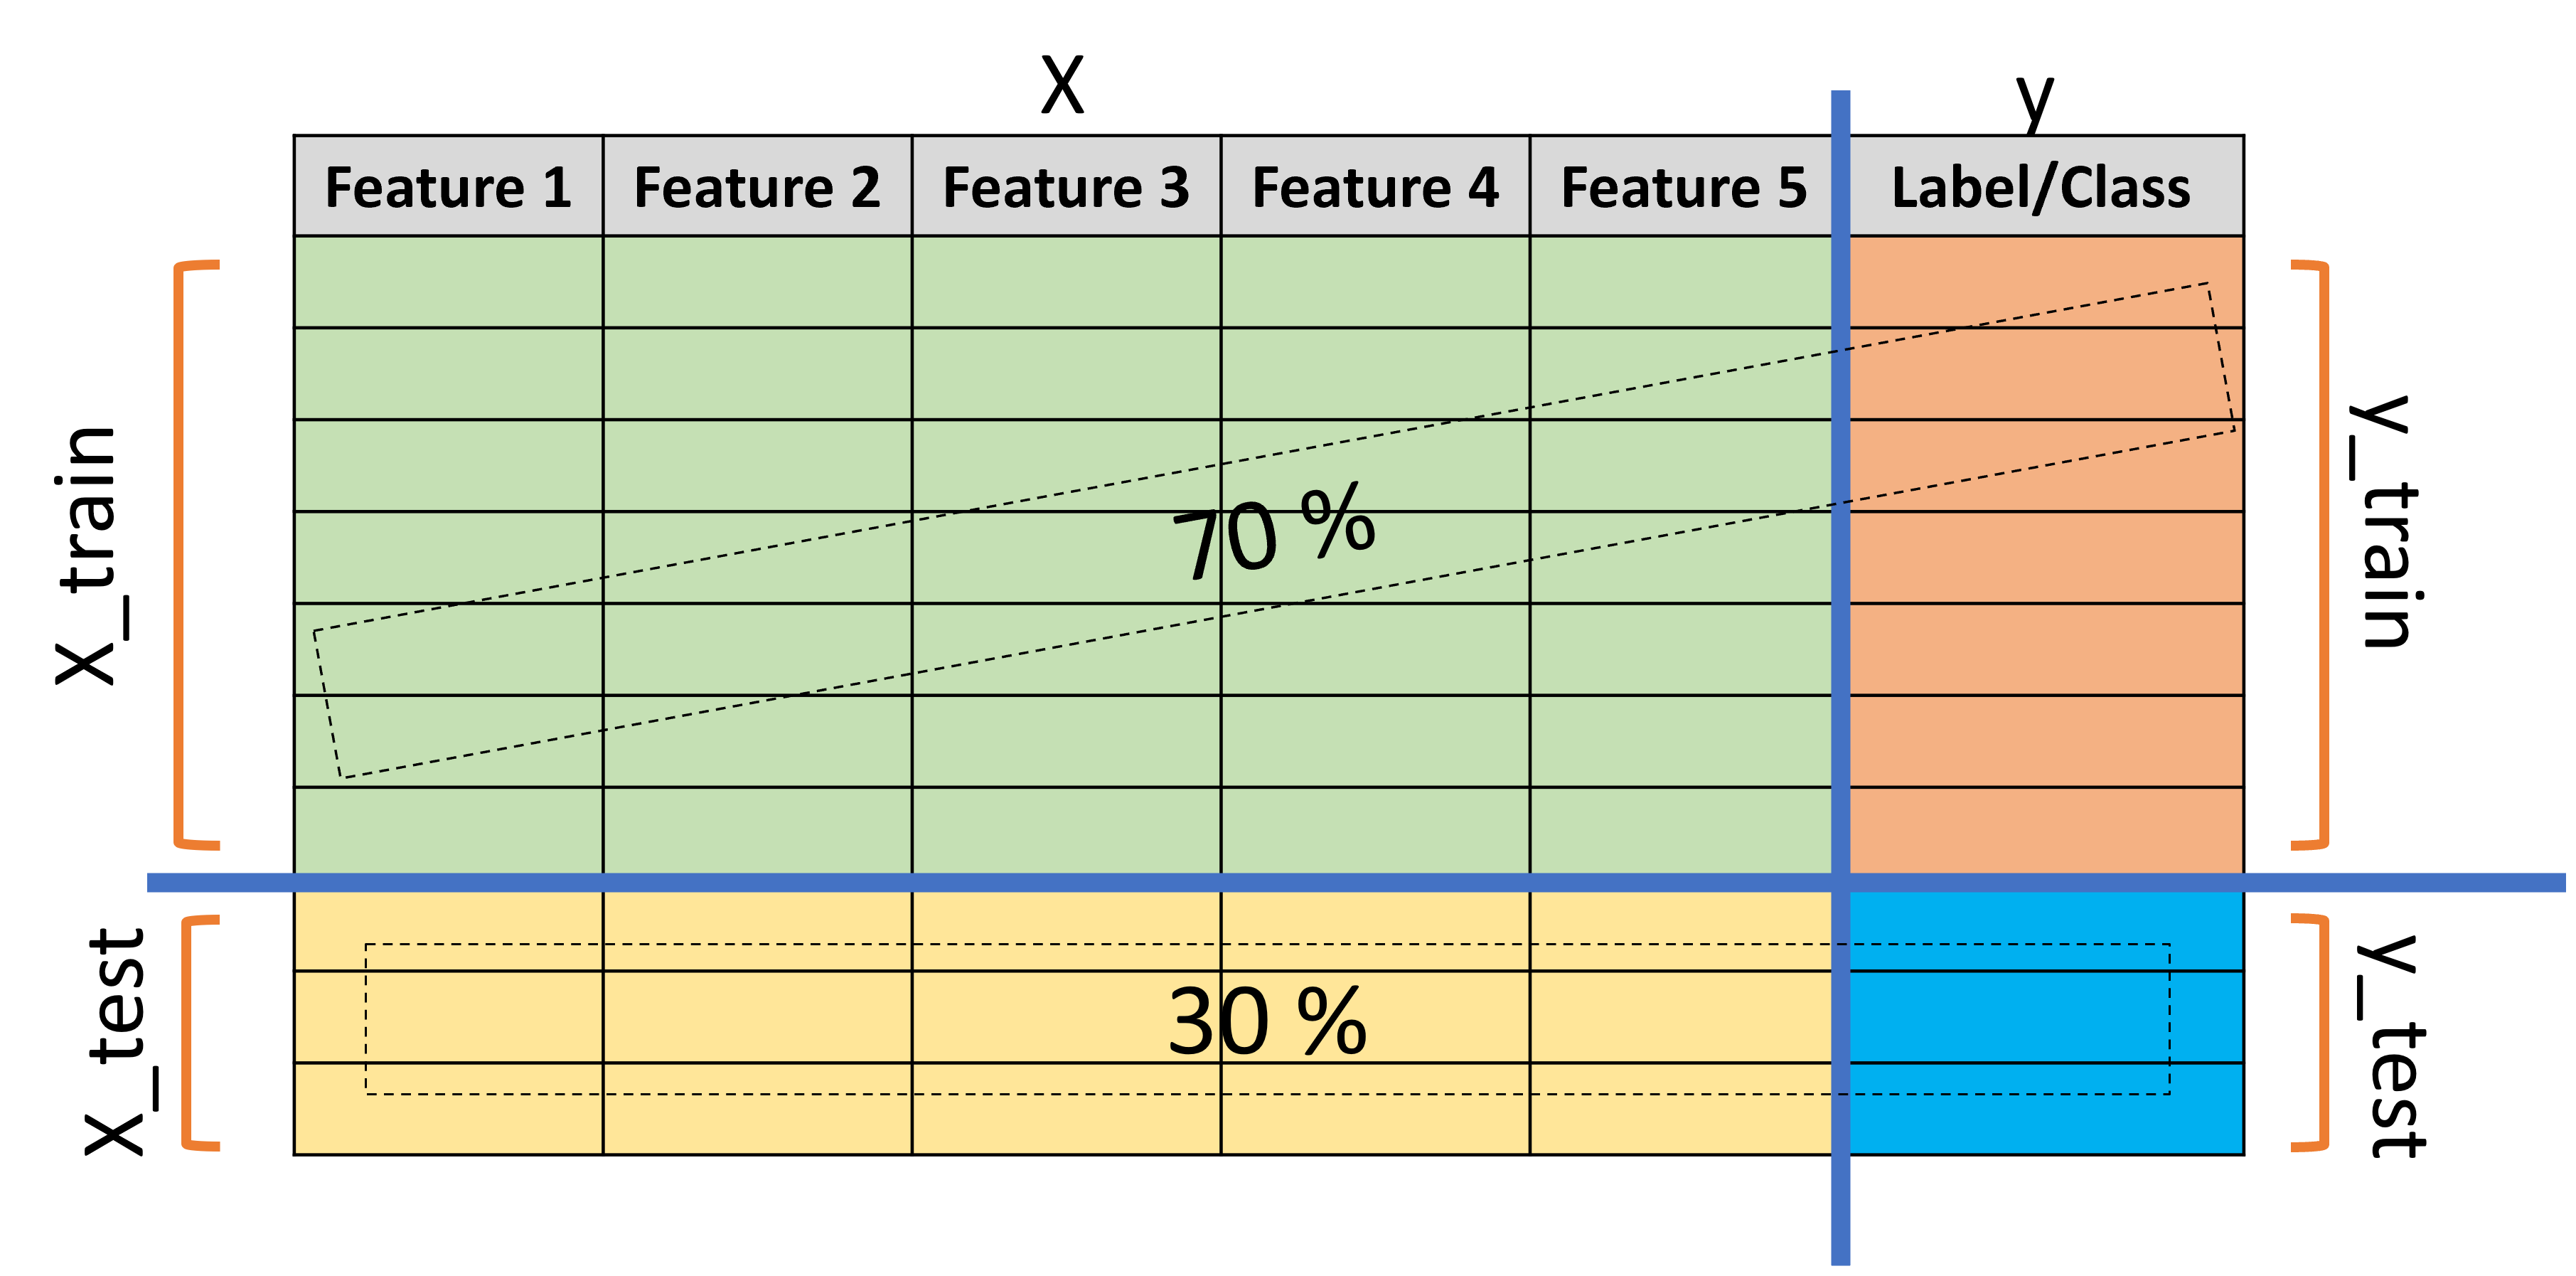 X
y
Feature 1
Feature 2
Feature 3
Feature 4
Feature 5
Label/Class
X_train
70 %
y_train
X_test
30 %
y_test